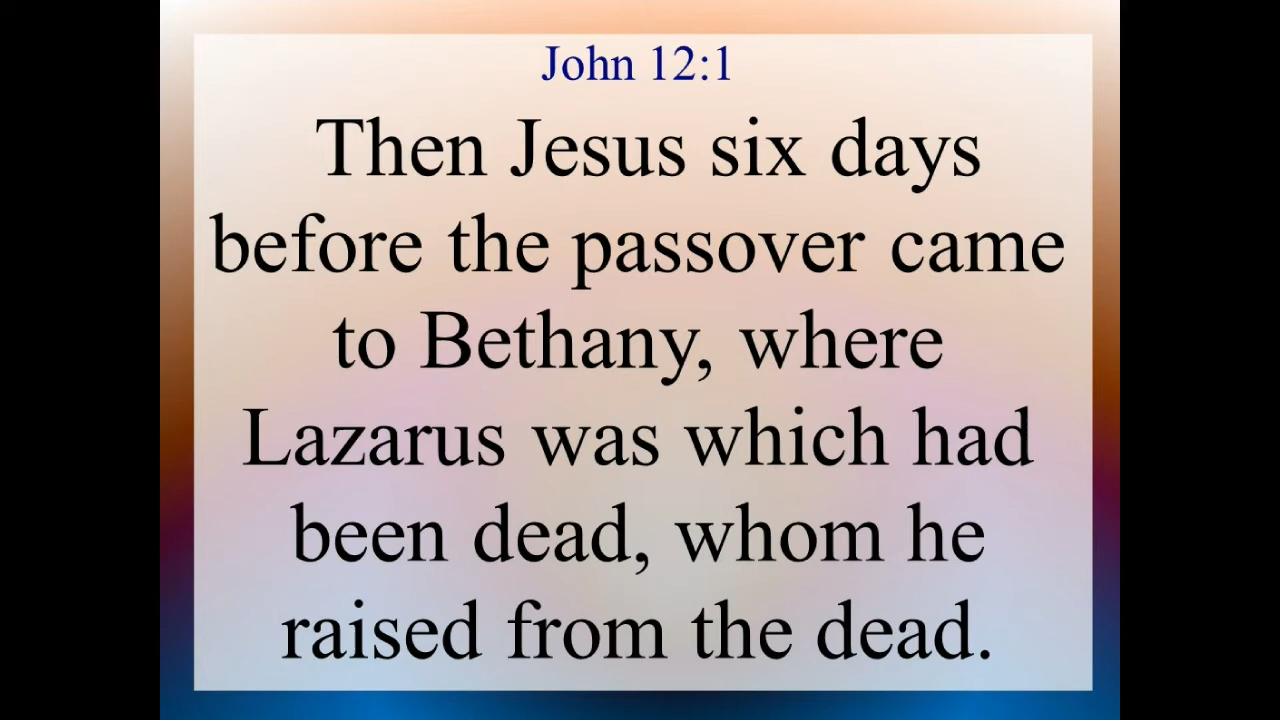 John 12:1
Then Jesus six days
before the passover came
to Bethany, where
Lazarus was which had
been dead, whom he
raised from the dead.